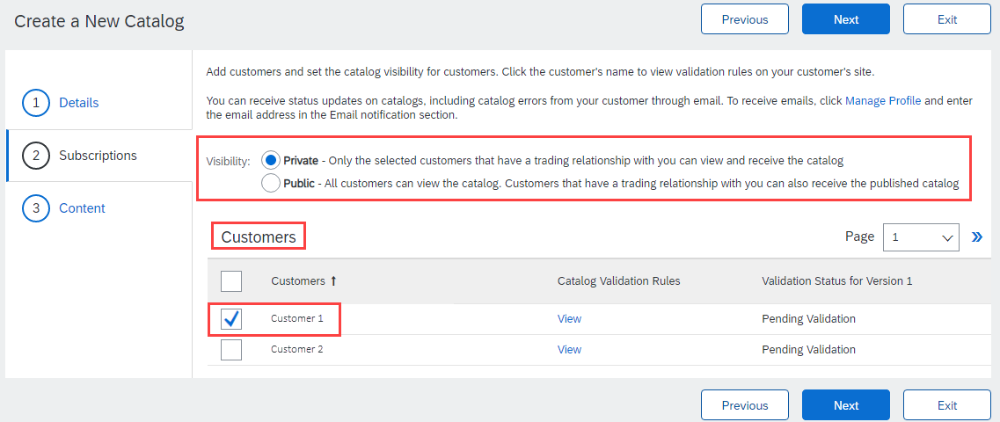 Create a New Catalog
Previous
Next
Exit
1
Details
2
Subscriptions
3
Content
Add customers and set the catalog visibility for customers. Click the customer's name to view validation rules on your customer's site.
You can receive status updates on catalogs, including catalog errors from your customer through email. To receive emails, click Manage Profile and enter
the email address in the Email notification section.
Visibility:
Private - Only the selected customers that have a trading relationship with you can view and receive the catalog
Public - All customers can view the catalog. Customers that have a trading relationship with you can also receive the published catalog
Customers
Page
1
»
Customers ↑
Catalog Validation Rules
Validation Status for Version 1
Customer 1
View
Pending Validation
Customer 2
View
Pending Validation
Previous
Next
Exit